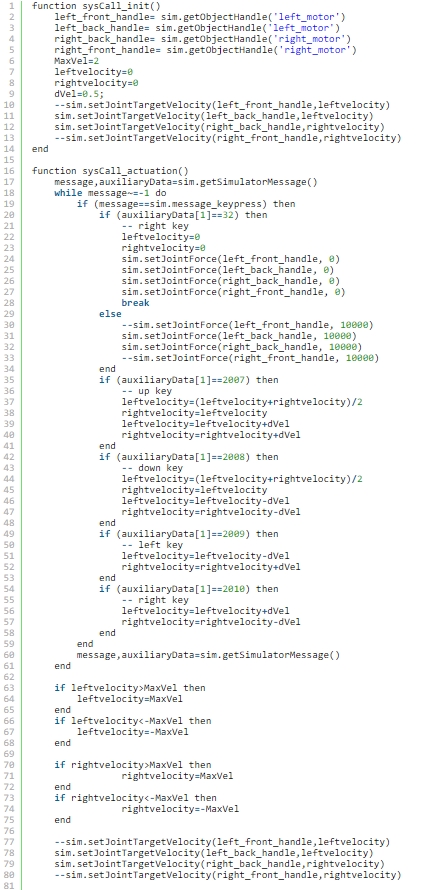 1 function sysCall_init()
2     left_front_handle= sim.getObjectHandle('left_motor')
3     left_back_handle= sim.getObjectHandle('left_motor')
4     right_back_handle= sim.getObjectHandle('right_motor')
5     right_front_handle= sim.getObjectHandle('right_motor')
6     MaxVel=2
7     leftvelocity=0
8     rightvelocity=0
9     dVel=0.5;
10     --sim.setJointTargetVelocity(left_front_handle,leftvelocity)
11     sim.setJointTargetVelocity(left_back_handle,leftvelocity)
12     sim.setJointTargetVelocity(right_back_handle,rightvelocity)
13     --sim.setJointTargetVelocity(right_front_handle,rightvelocity)
14 end
15
16 function sysCall_actuation()
17     message,auxiliaryData=sim.getSimulatorMessage()
18     while message~=-1 do
19         if (message==sim.message_keypress) then
20             if (auxiliaryData[1]==32) then
21                 -- right key
22                 leftvelocity=0
23                 rightvelocity=0
24                 sim.setJointForce(left_front_handle, 0)
25                 sim.setJointForce(left_back_handle, 0)
26                 sim.setJointForce(right_back_handle, 0)
27                 sim.setJointForce(right_front_handle, 0)
28                 break
29             else
30                 --sim.setJointForce(left_front_handle, 10000)
31                 sim.setJointForce(left_back_handle, 10000)
32                 sim.setJointForce(right_back_handle, 10000)
33                 --sim.setJointForce(right_front_handle, 10000)
34             end
35             if (auxiliaryData[1]==2007) then
36                 -- up key
37                 leftvelocity=(leftvelocity+rightvelocity)/2
38                 rightvelocity=leftvelocity
39                 leftvelocity=leftvelocity+dVel
40                 rightvelocity=rightvelocity+dVel
41             end
42             if (auxiliaryData[1]==2008) then
43                 -- down key
44                 leftvelocity=(leftvelocity+rightvelocity)/2
45                 rightvelocity=leftvelocity
46                 leftvelocity=leftvelocity-dVel
47                 rightvelocity=rightvelocity-dVel
48             end
49             if (auxiliaryData[1]==2009) then
50                 -- left key
51                 leftvelocity=leftvelocity-dVel
52                 rightvelocity=rightvelocity+dVel
53             end
54             if (auxiliaryData[1]==2010) then
55                 -- right key
56                 leftvelocity=leftvelocity+dVel
57                 rightvelocity=rightvelocity-dVel
58             end
59         end
60         message,auxiliaryData=sim.getSimulatorMessage()
61     end
62
63     if leftvelocity>MaxVel then
64         leftvelocity=MaxVel
65     end
66     if leftvelocity<-MaxVel then
67         leftvelocity=-MaxVel
68     end
69
70     if rightvelocity>MaxVel then
71                 rightvelocity=MaxVel
72     end
73     if rightvelocity<-MaxVel then
74                 rightvelocity=-MaxVel
75     end
76
77     --sim.setJointTargetVelocity(left_front_handle,leftvelocity)
78     sim.setJointTargetVelocity(left_back_handle,leftvelocity)
79     sim.setJointTargetVelocity(right_back_handle,rightvelocity)
80     --sim.setJointTargetVelocity(right_front_handle,rightvelocity)
81